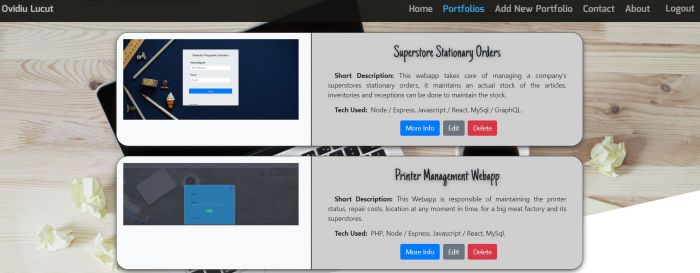 Ovidiu Lucut
Home Portfolios Add New Portfolio Contact About Logout
Superstore Stationary Orders
Short Description: This webapp takes care of managing a company's
superstores stationary orders, it maintains an actual stock of the articles,
inventories and receptions can be done to maintain the stock.
Tech Used: Node / Express, Javascript / React, MySql / GraphQL.
More Info Edit Delete
Printer Management Webapp
Short Description: This Webapp is responsible of maintaining the printer
status, repair costs, location at any moment in time, for a big meat factory and its
superstores.
Tech Used: PHP, Node / Express, Javascript / React, MySql.
More Info Edit Delete